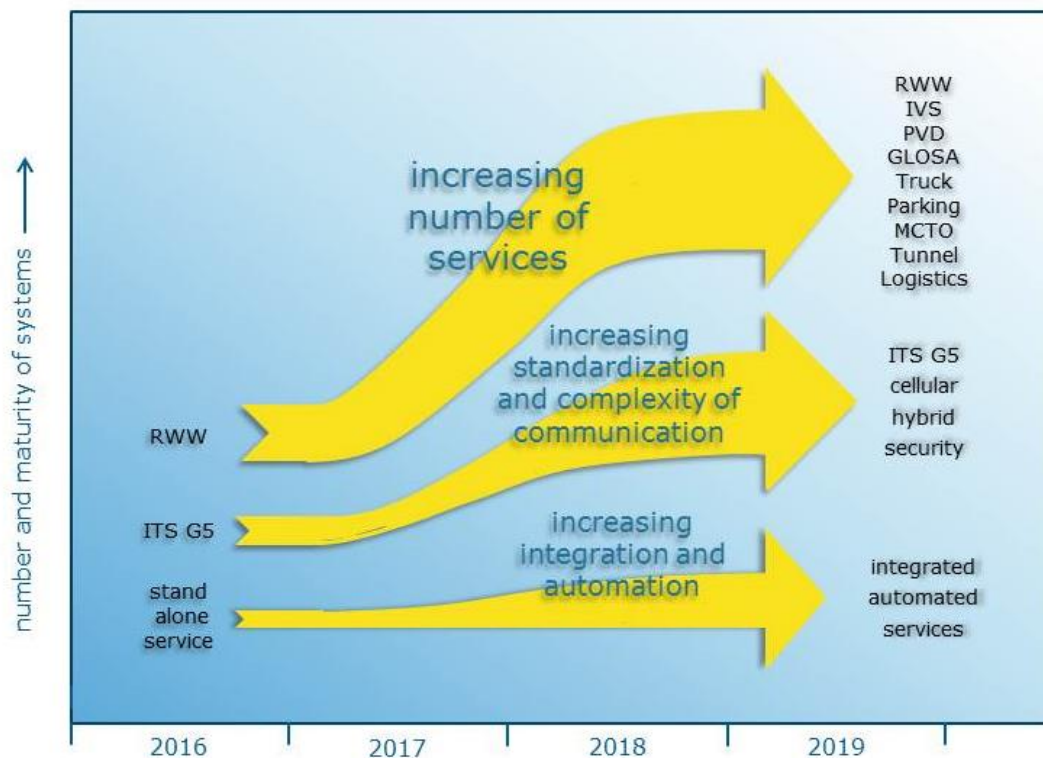 number and maturity of systems
increasing
number of
services
RWW
IVS
PVD
GLOSA
Truck
Parking
MCTO
Tunnel
Logistics
RWW
increasing
standardization
and complexity of
communication
ITS G5
cellular
hybrid
security
ITS G5
increasing
integration and
automation
stand
alone
service
integrated
automated
services
2016
2017
2018
2019